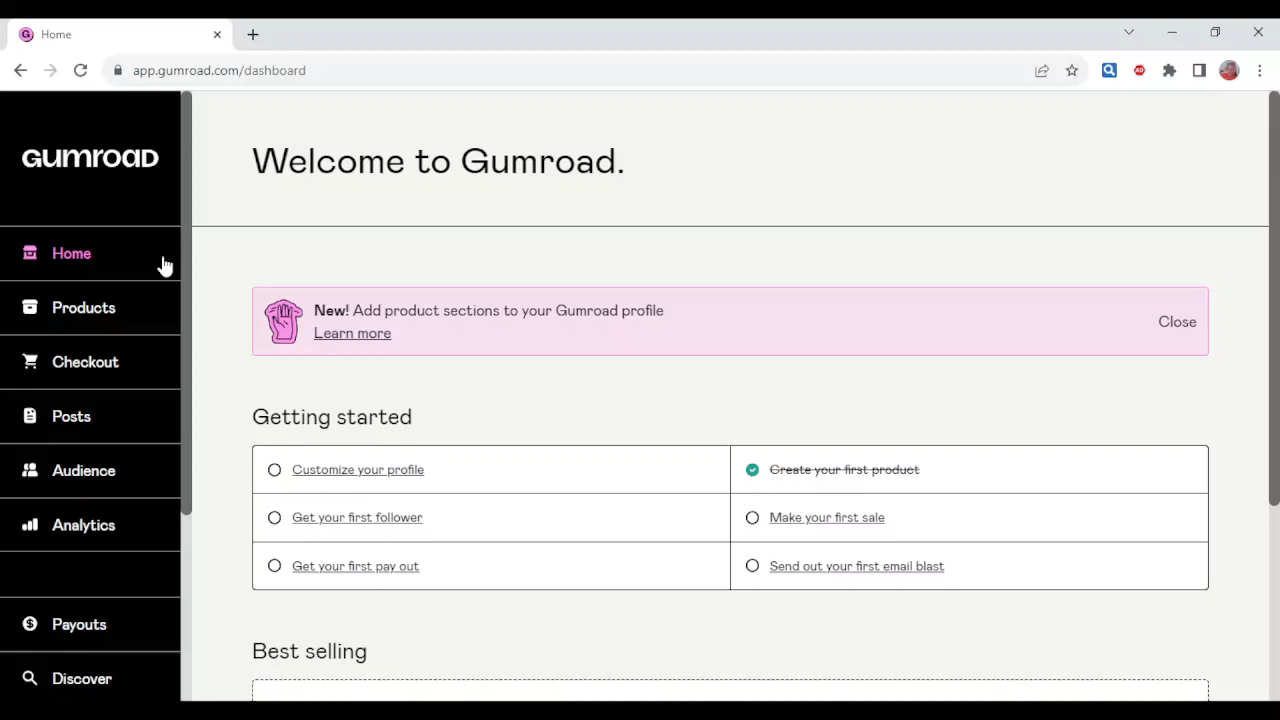 Home
app.gumroad.com/dashboard
GUMROAD
Home
Products
Checkout
Posts
Audience
Analytics
Payouts
Discover
Welcome to Gumroad.
New! Add product sections to your Gumroad profile
Learn more
Close
Getting started
Customize your profile
Create your first product
Get your first follower
Make your first sale
Get your first pay out
Send out your first email blast
Best selling